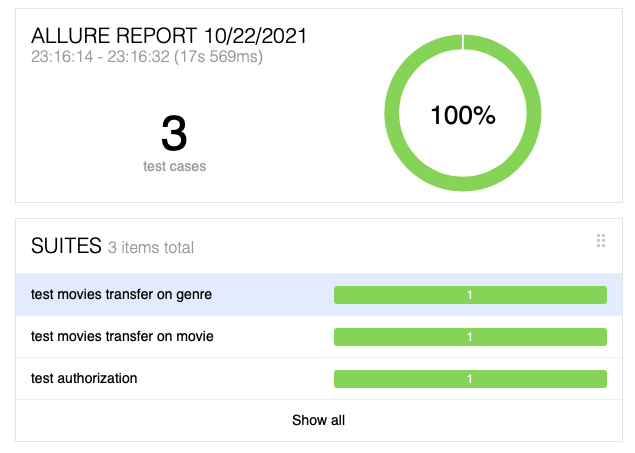 ALLURE REPORT 10/22/2021
23:16:14 - 23:16:32 (17s 569ms)
3
test cases
100%
SUITES 3 items total
test movies transfer on genre 1
test movies transfer on movie 1
test authorization 1
Show all